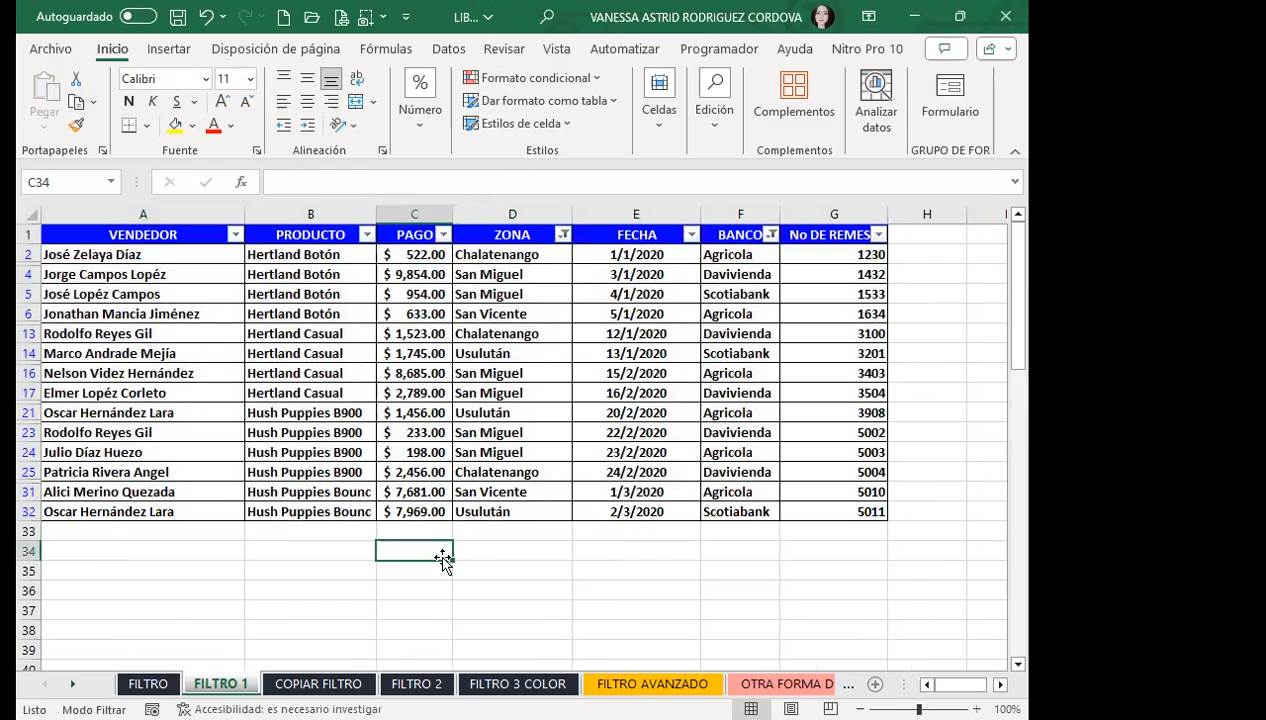 Autoguardado LIB... VANESSA ASTRID RODRIGUEZ CORDOVA
Archivo Inicio Insertar Disposición de página Fórmulas Datos Revisar Vista Automatizar Programador Ayuda Nitro Pro 10
Pegar Calibri 11 N K S Número Formato condicional Dar formato como tabla Estilos de celda Celdas Edición Complementos Analizar datos Formulario
Portapapeles Fuente Alineación Estilos Complementos GRUPO DE FOR
C34 fx
A B C D E F G H I
1 VENDEDOR PRODUCTO PAGO ZONA FECHA BANCO No DE REMES
2 José Zelaya Díaz Hertland Botón $ 522.00 Chalatenango 1/1/2020 Agricola 1230
4 Jorge Campos Lopéz Hertland Botón $ 9,854.00 San Miguel 3/1/2020 Davivienda 1432
5 José Lopéz Campos Hertland Botón $ 954.00 San Miguel 4/1/2020 Scotiabank 1533
6 Jonathan Mancia Jiménez Hertland Botón $ 633.00 San Vicente 5/1/2020 Agricola 1634
13 Rodolfo Reyes Gil Hertland Casual $ 1,523.00 Chalatenango 12/1/2020 Davivienda 3100
14 Marco Andrade Mejía Hertland Casual $ 1,745.00 Usulután 13/1/2020 Scotiabank 3201
16 Nelson Videz Hernández Hertland Casual $ 8,685.00 San Miguel 15/2/2020 Agricola 3403
17 Elmer Lopéz Corleto Hertland Casual $ 2,789.00 San Miguel 16/2/2020 Davivienda 3504
21 Oscar Hernández Lara Hush Puppies B900 $ 1,456.00 Usulután 20/2/2020 Agricola 3908
23 Rodolfo Reyes Gil Hush Puppies B900 $ 233.00 San Miguel 22/2/2020 Davivienda 5002
24 Julio Díaz Huezo Hush Puppies B900 $ 198.00 San Miguel 23/2/2020 Agricola 5003
25 Patricia Rivera Angel Hush Puppies B900 $ 2,456.00 Chalatenango 24/2/2020 Davivienda 5004
31 Alici Merino Quezada Hush Puppies Bounc $ 7,681.00 San Vicente 1/3/2020 Agricola 5010
32 Oscar Hernández Lara Hush Puppies Bounc $ 7,969.00 Usulután 2/3/2020 Scotiabank 5011
33
34
35
36
37
38
39
40
FILTRO FILTRO 1 COPIAR FILTRO FILTRO 2 FILTRO 3 COLOR FILTRO AVANZADO OTRA FORMA D ...
Listo Modo Filtrar Accesibilidad: es necesario investigar 100%